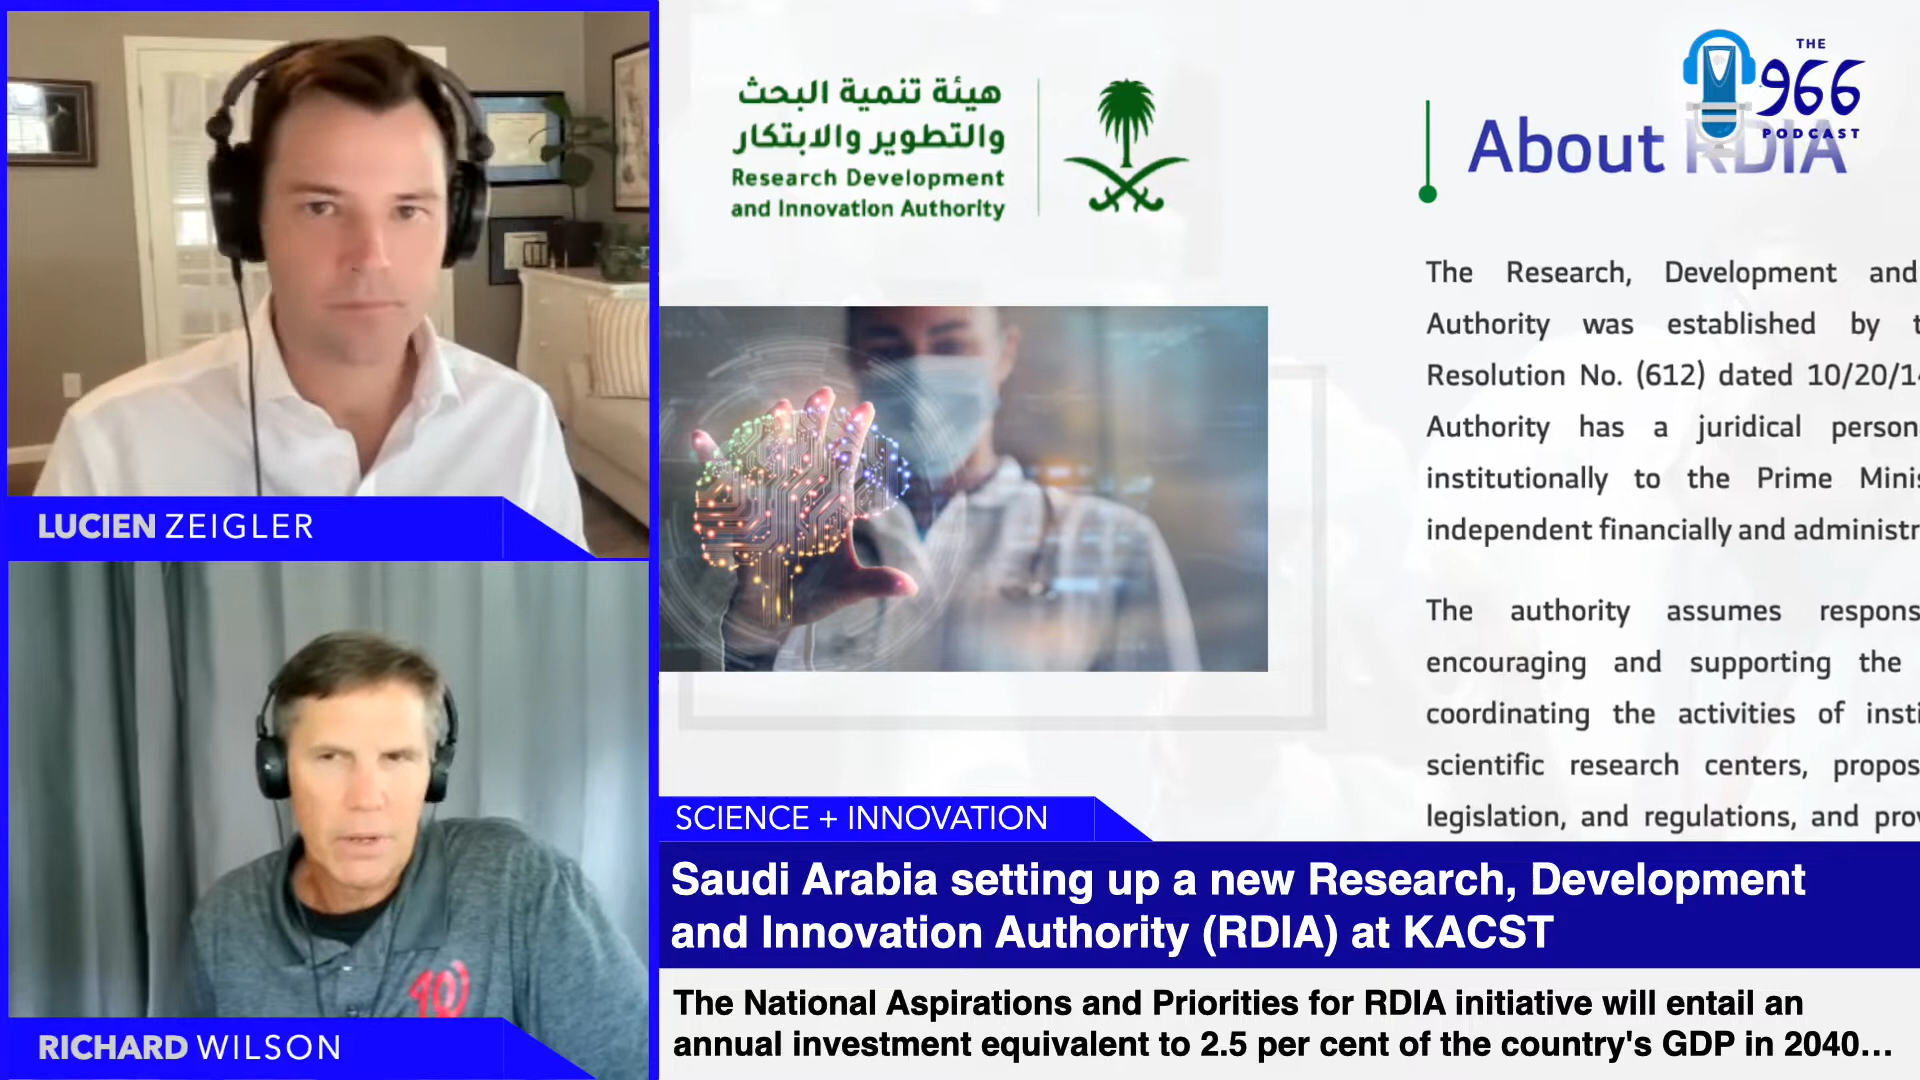 LUCIEN ZEIGLER
RICHARD WILSON
هيئة تنمية البحث
والتطوير والابتكار
Research Development
and Innovation Authority
THE
966
PODCAST
About RDIA
The Research, Development and
Authority was established by
Resolution No. (612) dated
Authority has a juridical
institutionally to the Prime
independent financially and
The authority assumes
encouraging and supporting the
coordinating the activities of
scientific research centers,
legislation, and regulations, and
SCIENCE + INNOVATION
Saudi Arabia setting up a new Research, Development
and Innovation Authority (RDIA) at KACST
The National Aspirations and Priorities for RDIA initiative will entail an
annual investment equivalent to 2.5 per cent of the country's GDP in 2040...